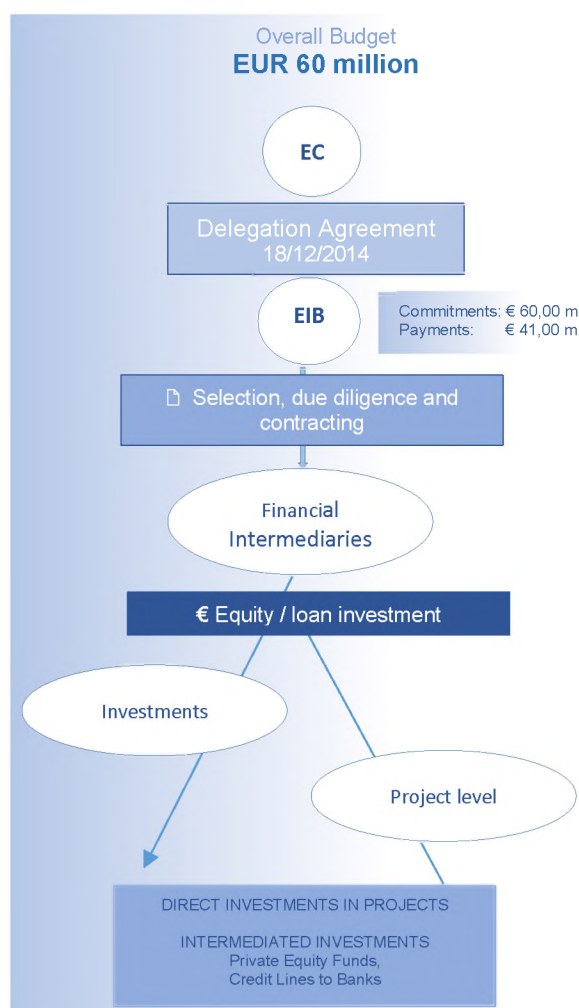 Overall Budget
EUR 60 million
EC
Delegation Agreement
18/12/2014
EIB
Commitments: € 60,00 m
Payments: € 41,00 m
Selection, due diligence and
contracting
Financial
Intermediaries
€ Equity / loan investment
Investments
Project level
DIRECT INVESTMENTS IN PROJECTS
INTERMEDIATED INVESTMENTS
Private Equity Funds,
Credit Lines to Banks